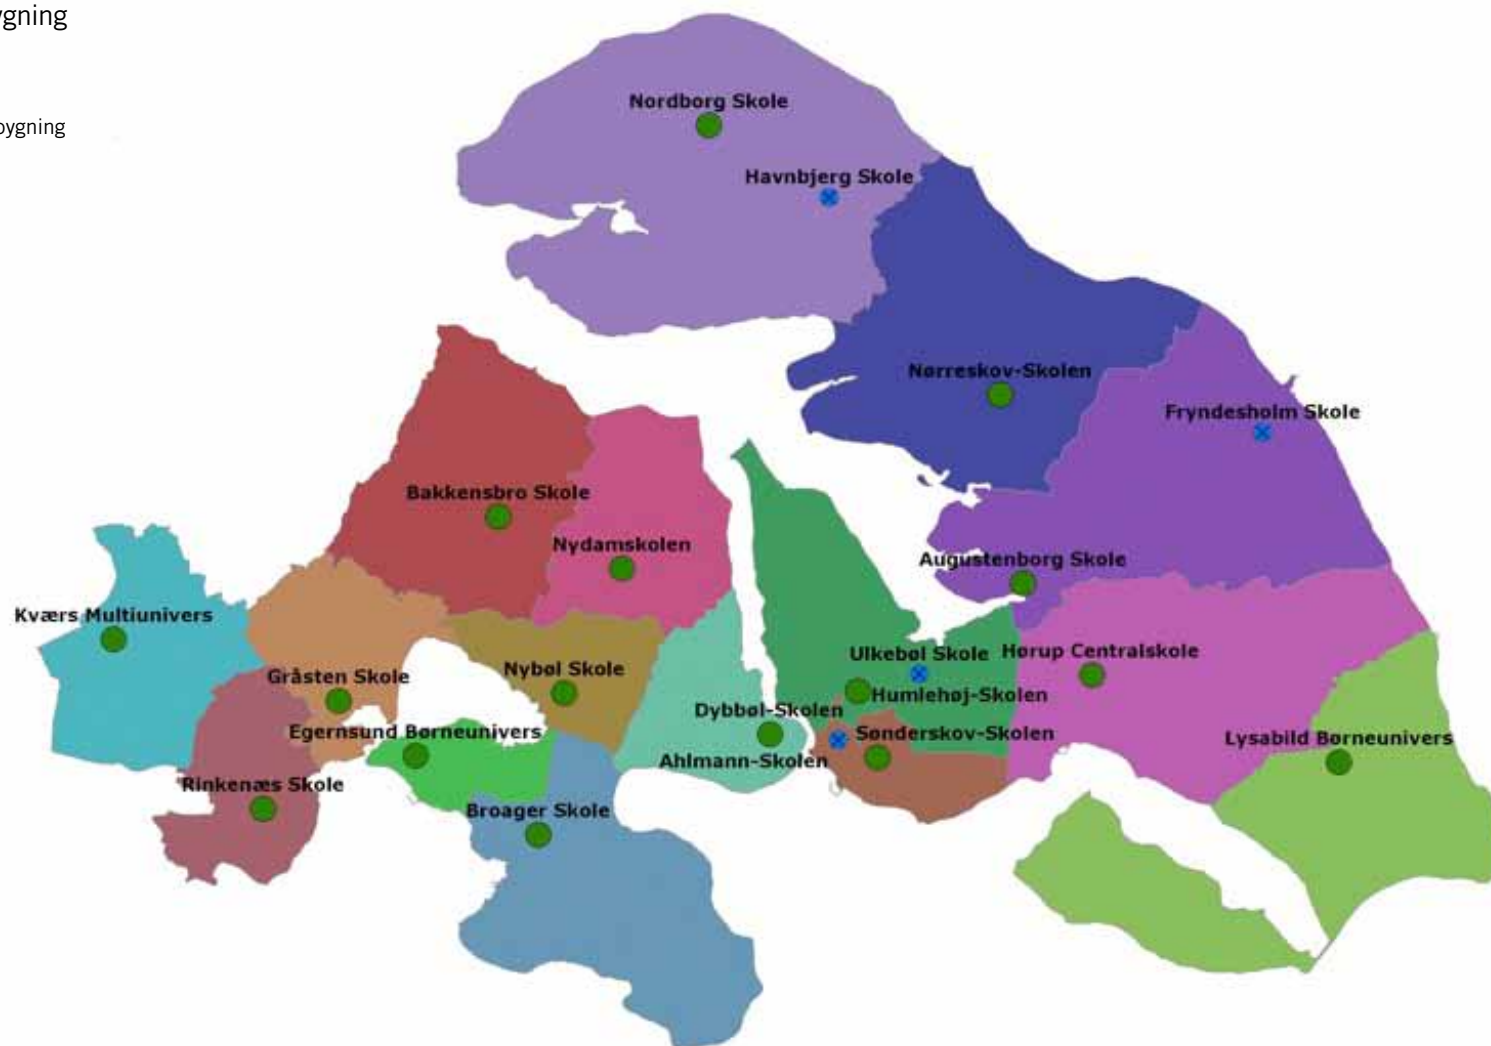 ygning
bygning
Nordborg Skole
Havnbjerg Skole
Nørreskov-Skolen
Fryndesholm Skole
Bakkensbro Skole
Nydamskolen
Augustenborg Skole
Kværs Multiunivers
Ulkebøl Skole
Hørup Centralskole
Gråsten Skole
Nybøl Skole
Humlehøj-Skolen
Dybbøl-Skolen
Egernsund Børneunivers
Sønderskov-Skolen
Lysabild Børneunivers
Ahlmann-Skolen
Rinkenæs Skole
Broager Skole